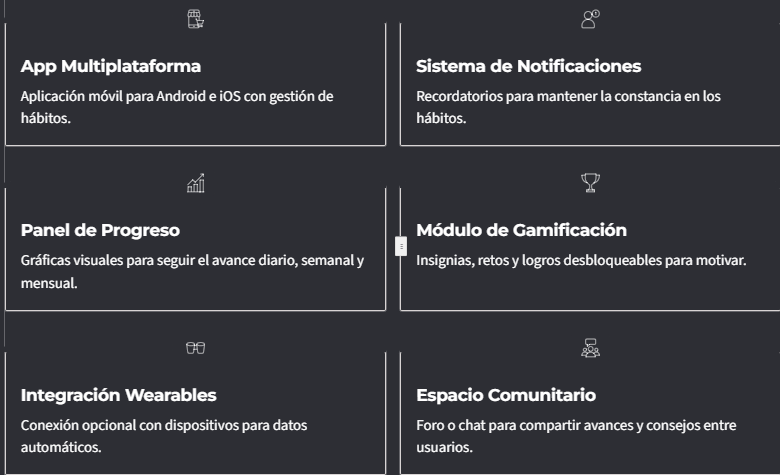 App Multiplataforma
Aplicación móvil para Android e iOS con gestión de
hábitos.
Sistema de Notificaciones
Recordatorios para mantener la constancia en los
hábitos.
Panel de Progreso
Gráficas visuales para seguir el avance diario, semanal y
mensual.
Módulo de Gamificación
Insignias, retos y logros desbloqueables para motivar.
Integración Wearables
Conexión opcional con dispositivos para datos
automáticos.
Espacio Comunitario
Foro o chat para compartir avances y consejos entre
usuarios.